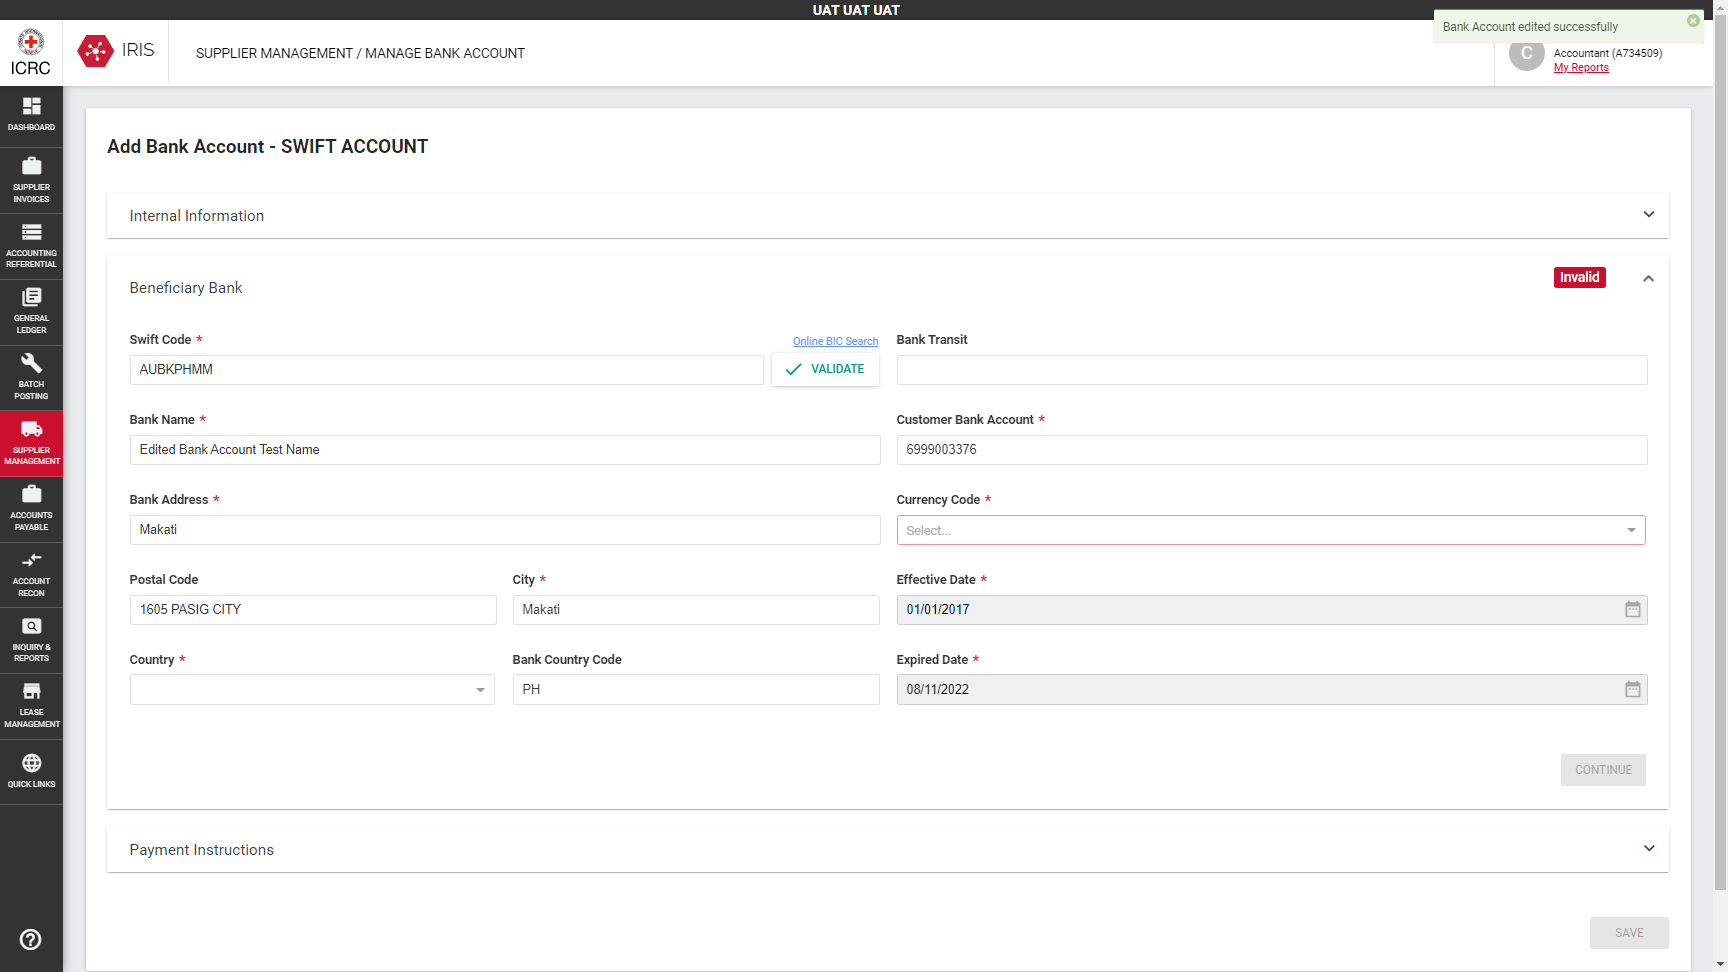 UAT UAT UAT
Bank Account edited successfully
ICRC
IRIS
SUPPLIER MANAGEMENT / MANAGE BANK ACCOUNT
C
Accountant (A734509)
My Reports
DASHBOARD
SUPPLIER
INVOICES
ACCOUNTING
REFERENTIAL
GENERAL
LEDGER
BATCH
POSTING
SUPPLIER
MANAGEMENT
ACCOUNTS
PAYABLE
ACCOUNT
RECON
INQUIRY &
REPORTS
LEASE
MANAGEMENT
QUICK LINKS
Add Bank Account - SWIFT ACCOUNT
Internal Information
Beneficiary Bank
Invalid
Swift Code *
Online BIC Search
Bank Transit
AUBKPHMM
VALIDATE
Bank Name *
Customer Bank Account *
Edited Bank Account Test Name
6999003376
Bank Address *
Currency Code *
Makati
Select...
Postal Code
City *
Effective Date *
1605 PASIG CITY
Makati
01/01/2017
Country *
Bank Country Code
Expired Date *
PH
08/11/2022
CONTINUE
Payment Instructions
SAVE